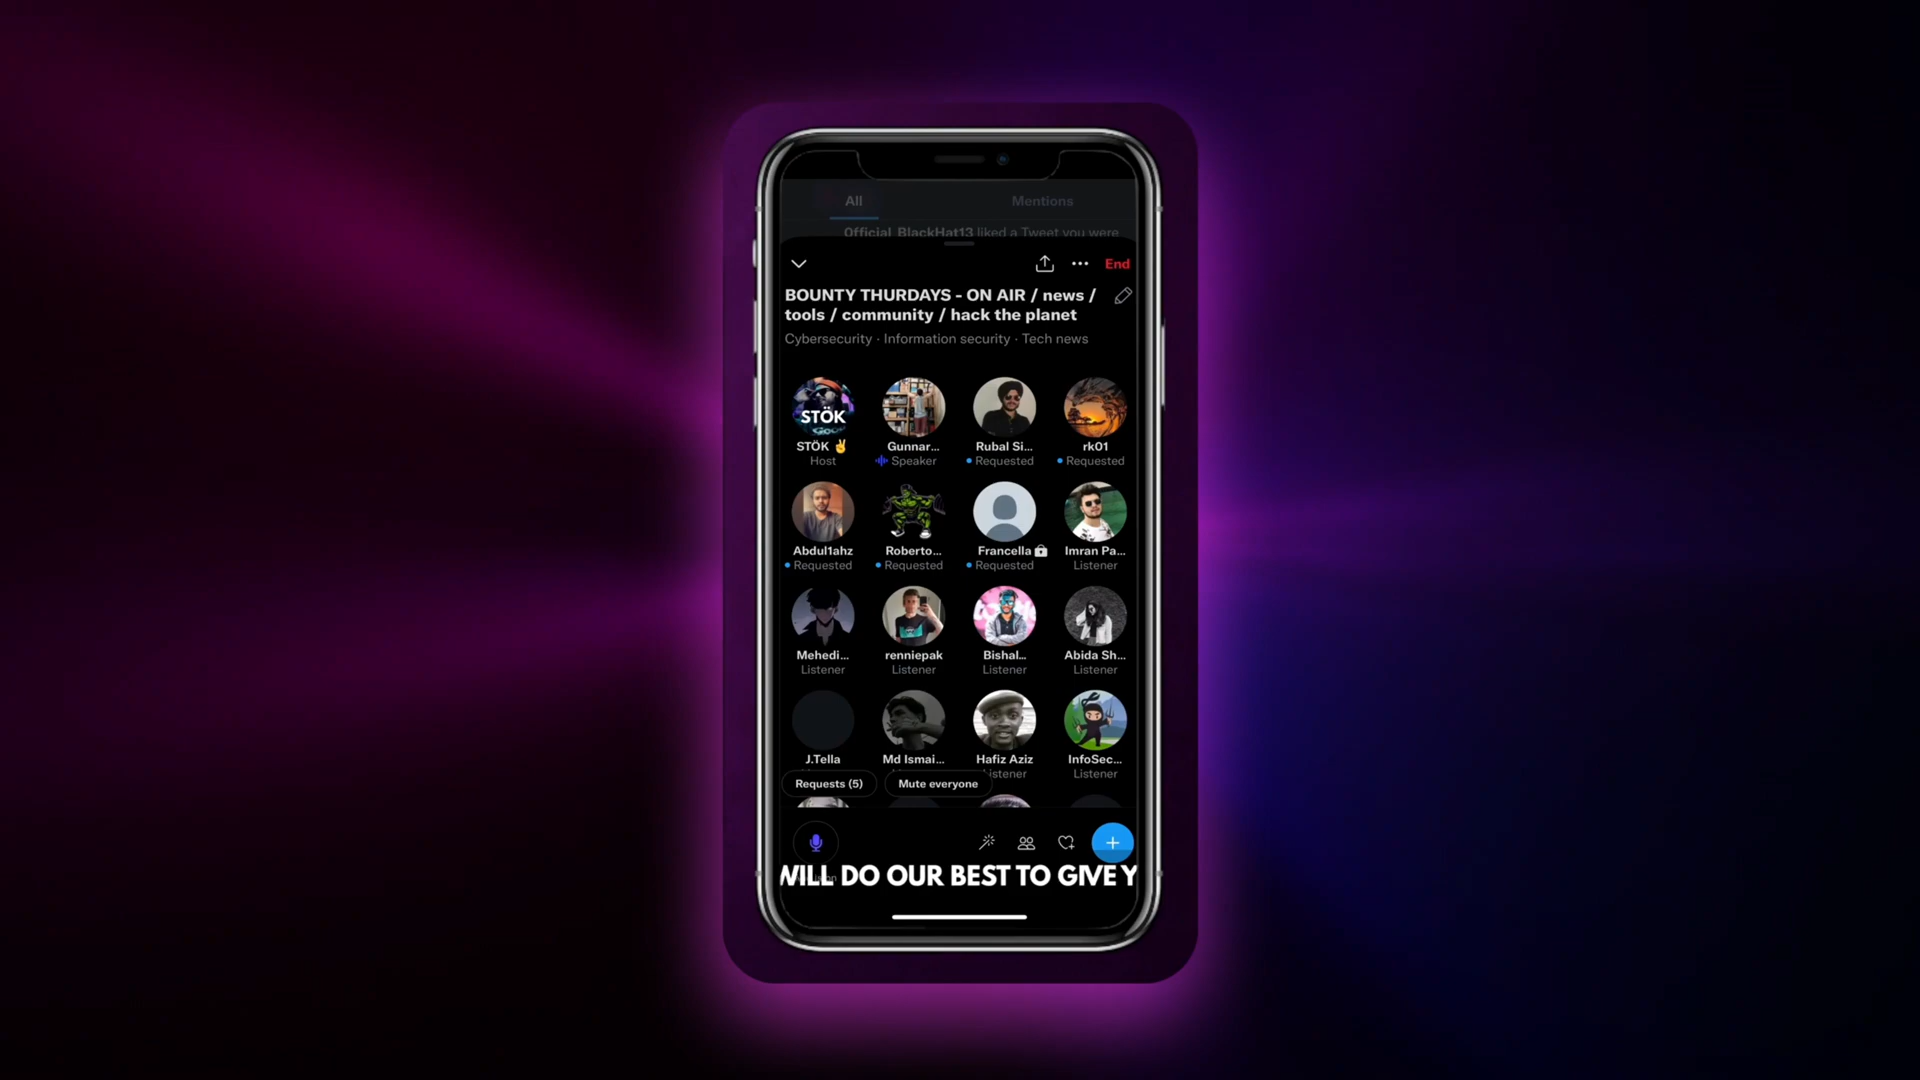 All Mentions
Official_BlackHat13 liked a Tweet you were
End
BOUNTY THURDAYS - ON AIR / news /
tools / community / hack the planet
Cybersecurity · Information security · Tech news
STÖK
STÖK ✌ Gunnar... Rubal Si... rk01
Host Speaker Requested Requested
Abdul1ahz Roberto... Francella Imran Pa...
Requested Requested Requested Listener
Mehedi... renniepak Bishal... Abida Sh...
Listener Listener Listener Listener
J.Tella Md Ismai... Hafiz Aziz InfoSec...
Listener Listener
Requests (5) Mute everyone
WILL DO OUR BEST TO GIVE Y